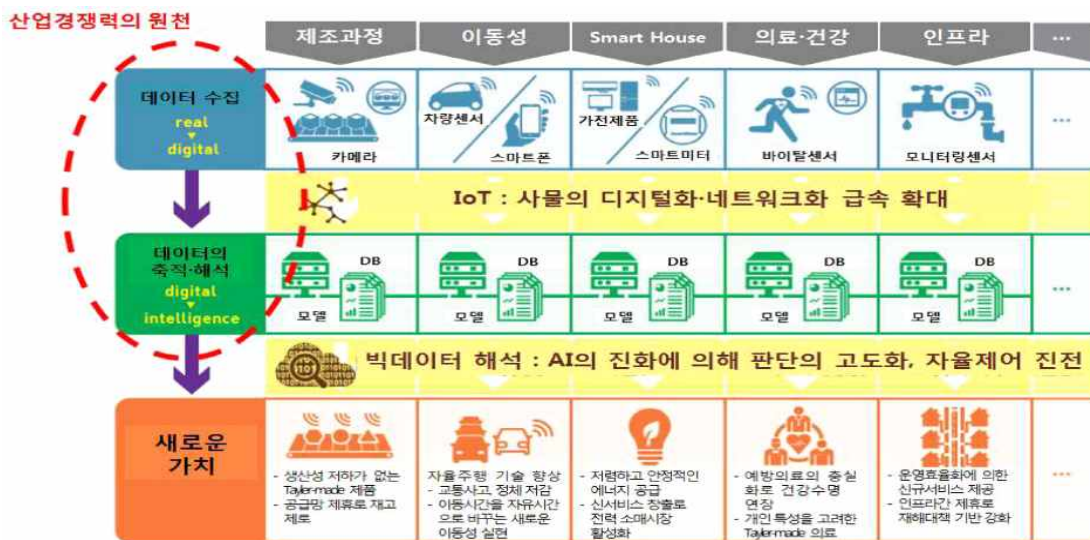 산업경쟁력의 원천
제조과정
이동성
Smart House
의료·건강
인프라
...
데이터 수집
real
digital
카메라
차량센서
스마트폰
가전제품
스마트미터
바이탈센서
모니터링센서
...
IoT : 사물의 디지털화·네트워크화 급속 확대
데이터의
축적·해석
digital
intelligence
DB
모델
DB
모델
DB
모델
DB
모델
DB
모델
...
빅데이터 해석 : AI의 진화에 의해 판단의 고도화, 자율제어 진전
새로운
가치
- 생산성 저하가 없는
Tayler-made 제품
- 공급망 제휴로 재고
제로
자율주행 기술 향상
- 교통사고, 정체 저감
- 이동시간을 자유시간
으로 바꾸는 새로운
이동성 실현
- 저렴하고 안정적인
에너지 공급
- 신서비스 창출로
전력 소매시장
활성화
- 예방의료의 충실
화로 건강수명
연장
- 개인 특성을 고려한
Tayler-made 의료
- 운영효율화에 의한
신규서비스 제공
- 인프라간 제휴로
재해대책 기반 강화
...